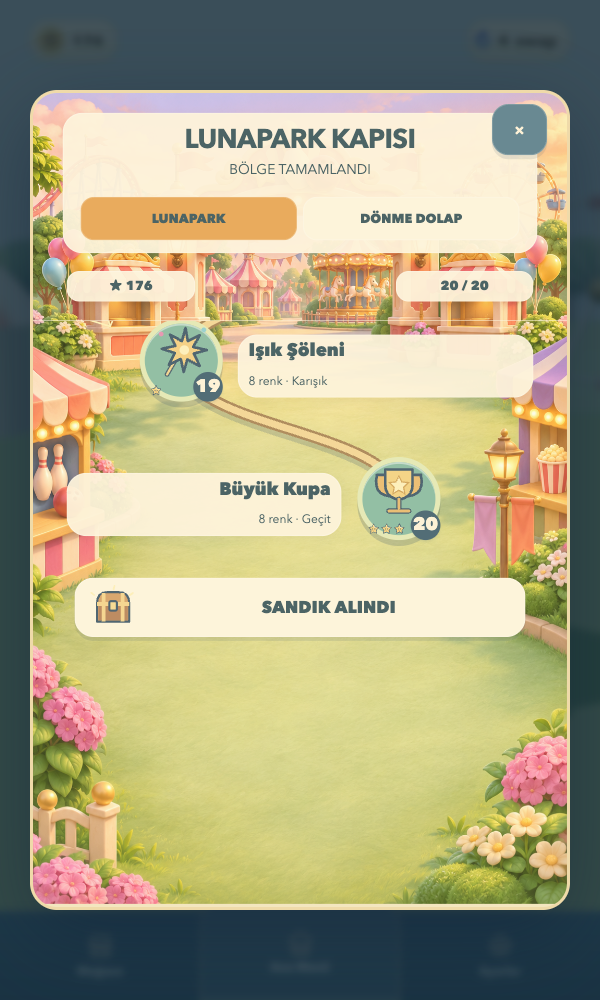 LUNAPARK KAPISI
×
BÖLGE TAMAMLANDI
LUNAPARK
DÖNME DOLAP
★ 176
20 / 20
Işık Şöleni
8 renk · Karışık
19
Büyük Kupa
8 renk · Geçit
20
SANDIK ALINDI